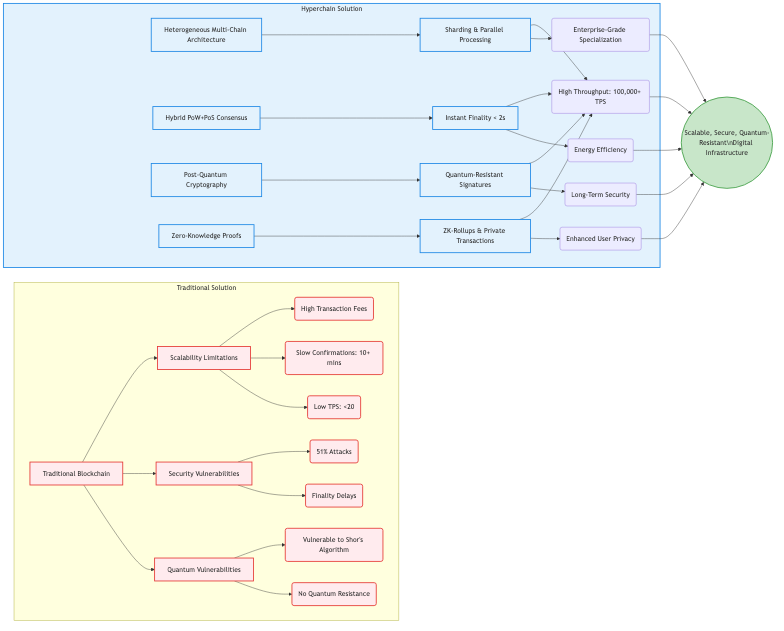 Hyperchain Solution
Heterogeneous Multi-Chain
Architecture
Sharding & Parallel
Processing
Enterprise-Grade
Specialization
High Throughput: 100,000+
TPS
Hybrid PoW+PoS Consensus
Instant Finality < 2s
Energy Efficiency
Scalable, Secure, Quantum-
Resistant\nDigital
Infrastructure
Post-Quantum
Cryptography
Quantum-Resistant
Signatures
Long-Term Security
Zero-Knowledge Proofs
ZK-Rollups & Private
Transactions
Enhanced User Privacy
Traditional Solution
High Transaction Fees
Scalability Limitations
Slow Confirmations: 10+
mins
Low TPS: <20
51% Attacks
Traditional Blockchain
Security Vulnerabilities
Finality Delays
Vulnerable to Shor's
Algorithm
Quantum Vulnerabilities
No Quantum Resistance